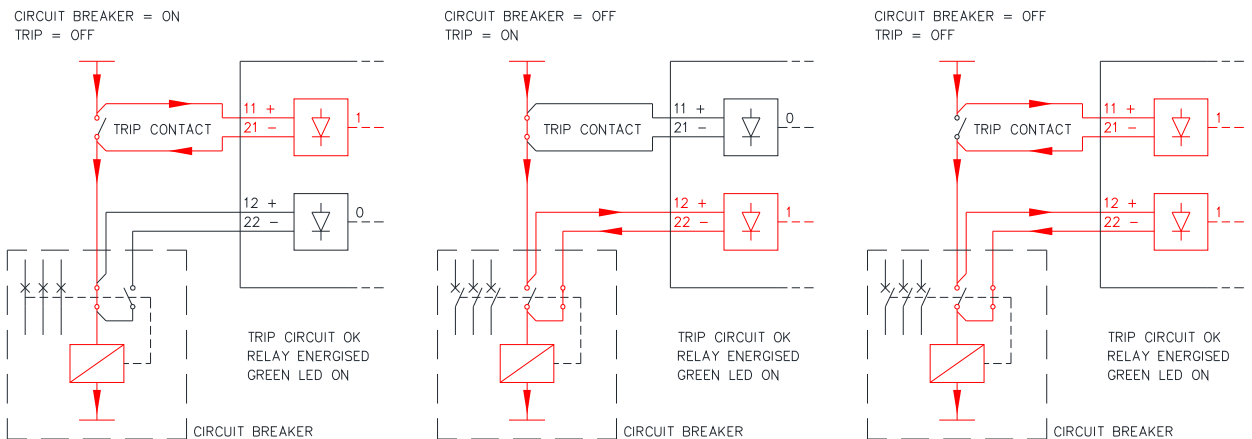 CIRCUIT BREAKER = ON
TRIP = OFF
11 +
1
TRIP CONTACT
21 -
12 +
0
22 -
TRIP CIRCUIT OK
RELAY ENERGISED
GREEN LED ON
CIRCUIT BREAKER
CIRCUIT BREAKER = OFF
TRIP = ON
11 +
0
TRIP CONTACT
21 -
12 +
1
22 -
TRIP CIRCUIT OK
RELAY ENERGISED
GREEN LED ON
CIRCUIT BREAKER
CIRCUIT BREAKER = OFF
TRIP = OFF
11 +
1
TRIP CONTACT
21 -
12 +
1
22 -
TRIP CIRCUIT OK
RELAY ENERGISED
GREEN LED ON
CIRCUIT BREAKER